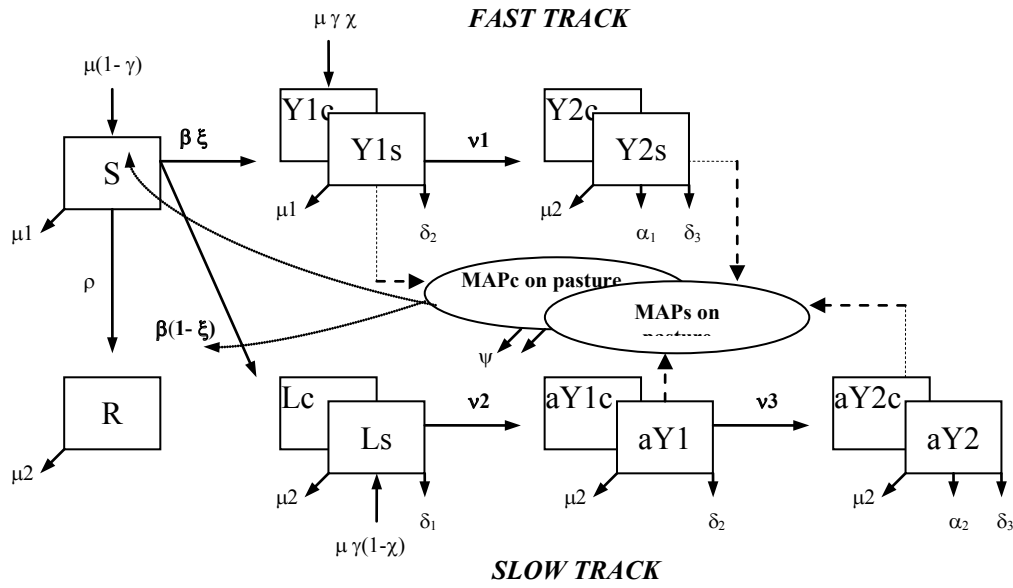 FAST TRACK
μ γ χ
μ(1- γ)
Y1c
Y1s
Y2c
Y2s
S
β ξ
ν1
μ1
μ1
δ₂
μ2
α₁
δ₃
ρ
MAPc on pasture
MAPs on
β(1- ξ)
ψ
R
Lc
Ls
ν2
aY1c
aY1
ν3
aY2c
aY2
μ2
μ2
δ₁
μ2
δ₂
μ2
α₂
δ₃
μ γ(1-χ)
SLOW TRACK